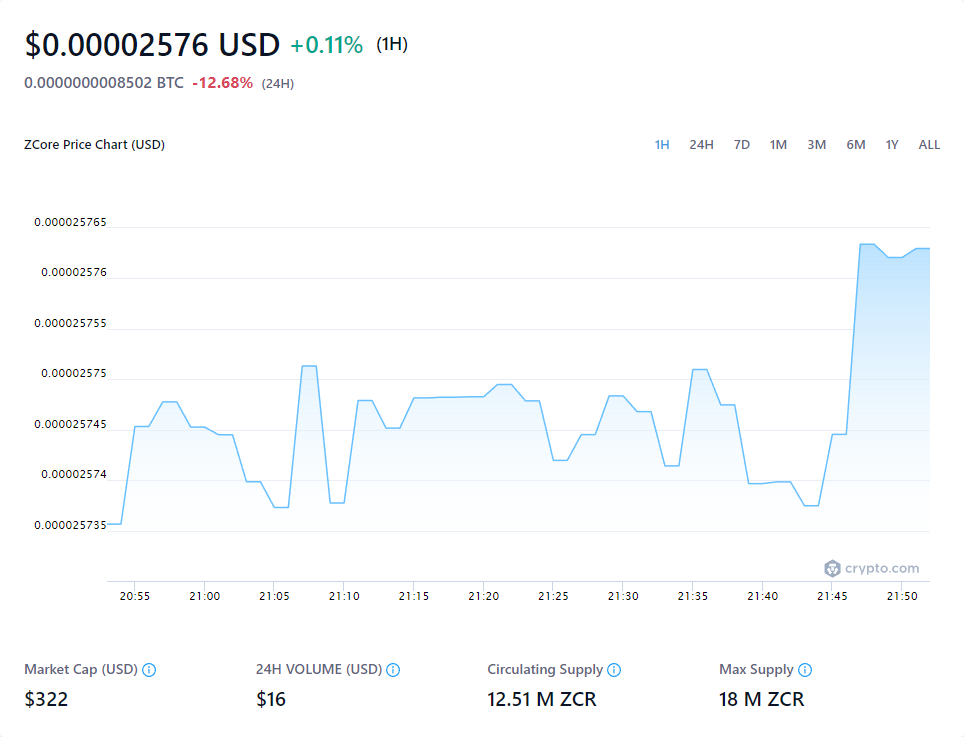 $0.00002576 USD +0.11% (1H)
0.0000000008502 BTC -12.68% (24H)
ZCore Price Chart (USD) 1H 24H 7D 1M 3M 6M 1Y ALL
0.000025765
0.00002576
0.000025755
0.00002575
0.000025745
0.00002574
0.000025735
crypto.com
20:55 21:00 21:05 21:10 21:15 21:20 21:25 21:30 21:35 21:40 21:45 21:50
Market Cap (USD) 24H VOLUME (USD) Circulating Supply Max Supply
$322 $16 12.51 M ZCR 18 M ZCR